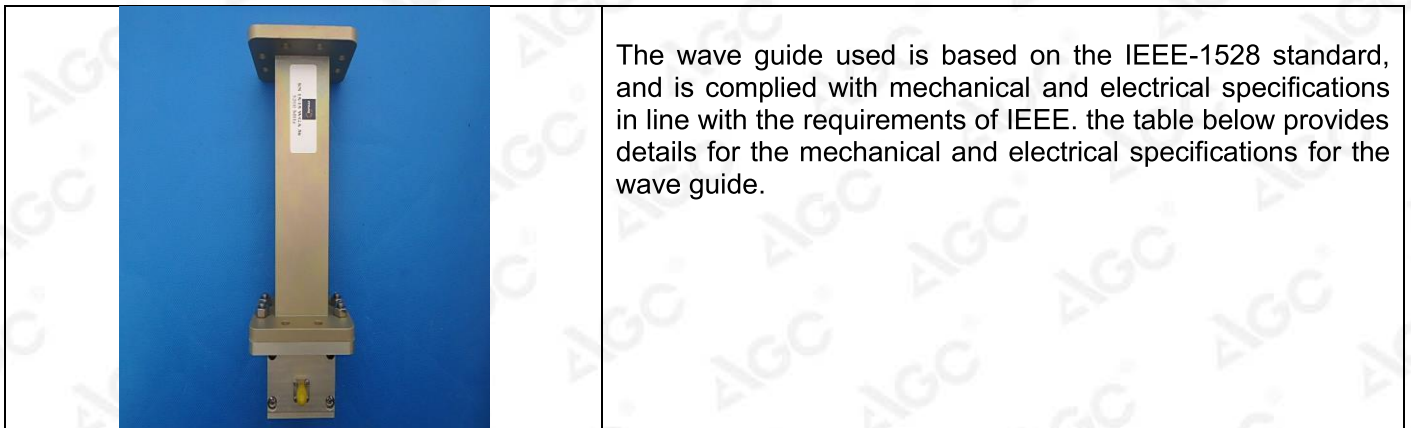 The wave guide used is based on the IEEE-1528 standard,
and is complied with mechanical and electrical specifications
in line with the requirements of IEEE. the table below provides
details for the mechanical and electrical specifications for the
wave guide.
AGC